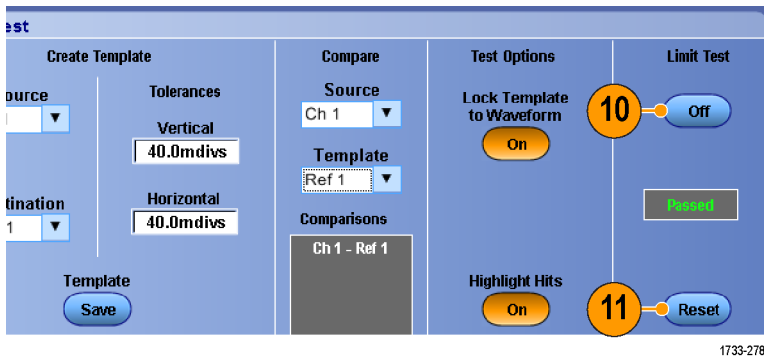 est
Create Template
Compare
Test Options
Limit Test
ource
Tolerances
Source
Ch 1
Lock Template
to Waveform
On
10
Off
Vertical
40.0mdivs
Template
Ref 1
tination
1
Horizontal
40.0mdivs
Comparisons
Ch 1 - Ref 1
Passed
Template
Save
Highlight Hits
On
11
Reset
1733-278